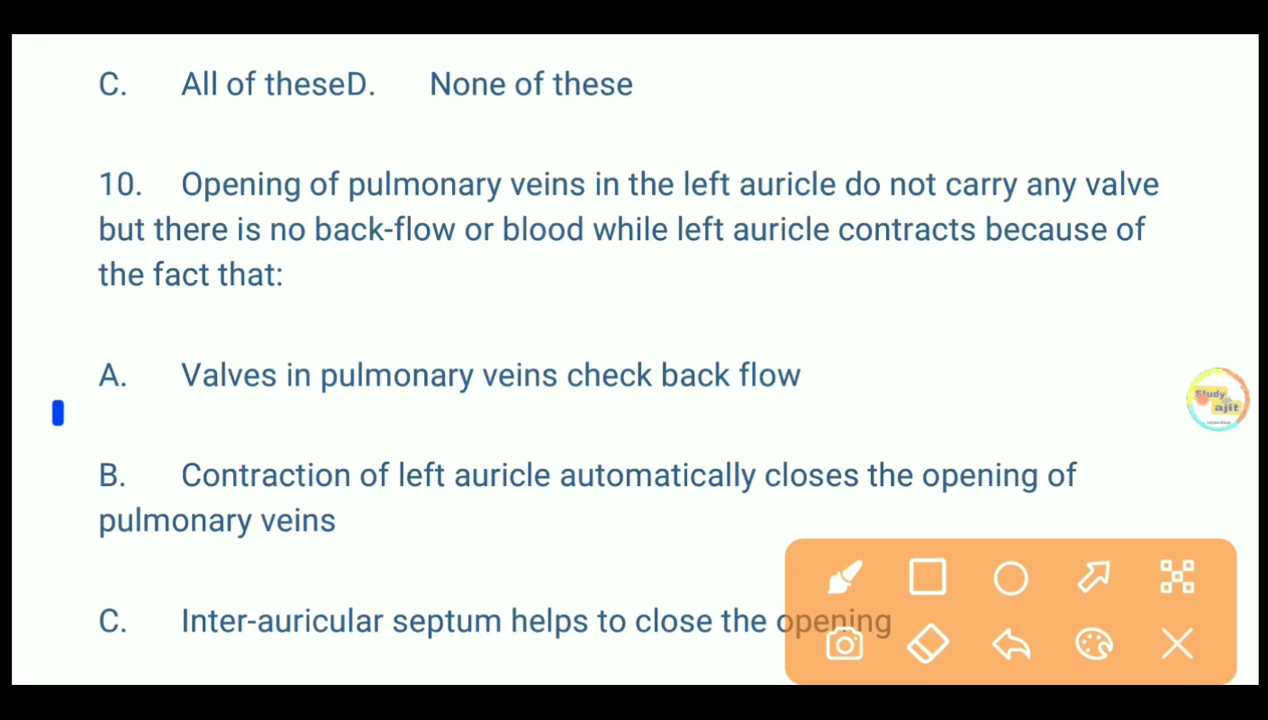 C. All of theseD. None of these
10. Opening of pulmonary veins in the left auricle do not carry any valve
but there is no back-flow or blood while left auricle contracts because of
the fact that:
A. Valves in pulmonary veins check back flow
Study
ajit
B. Contraction of left auricle automatically closes the opening of
pulmonary veins
C. Inter-auricular septum helps to close the opening